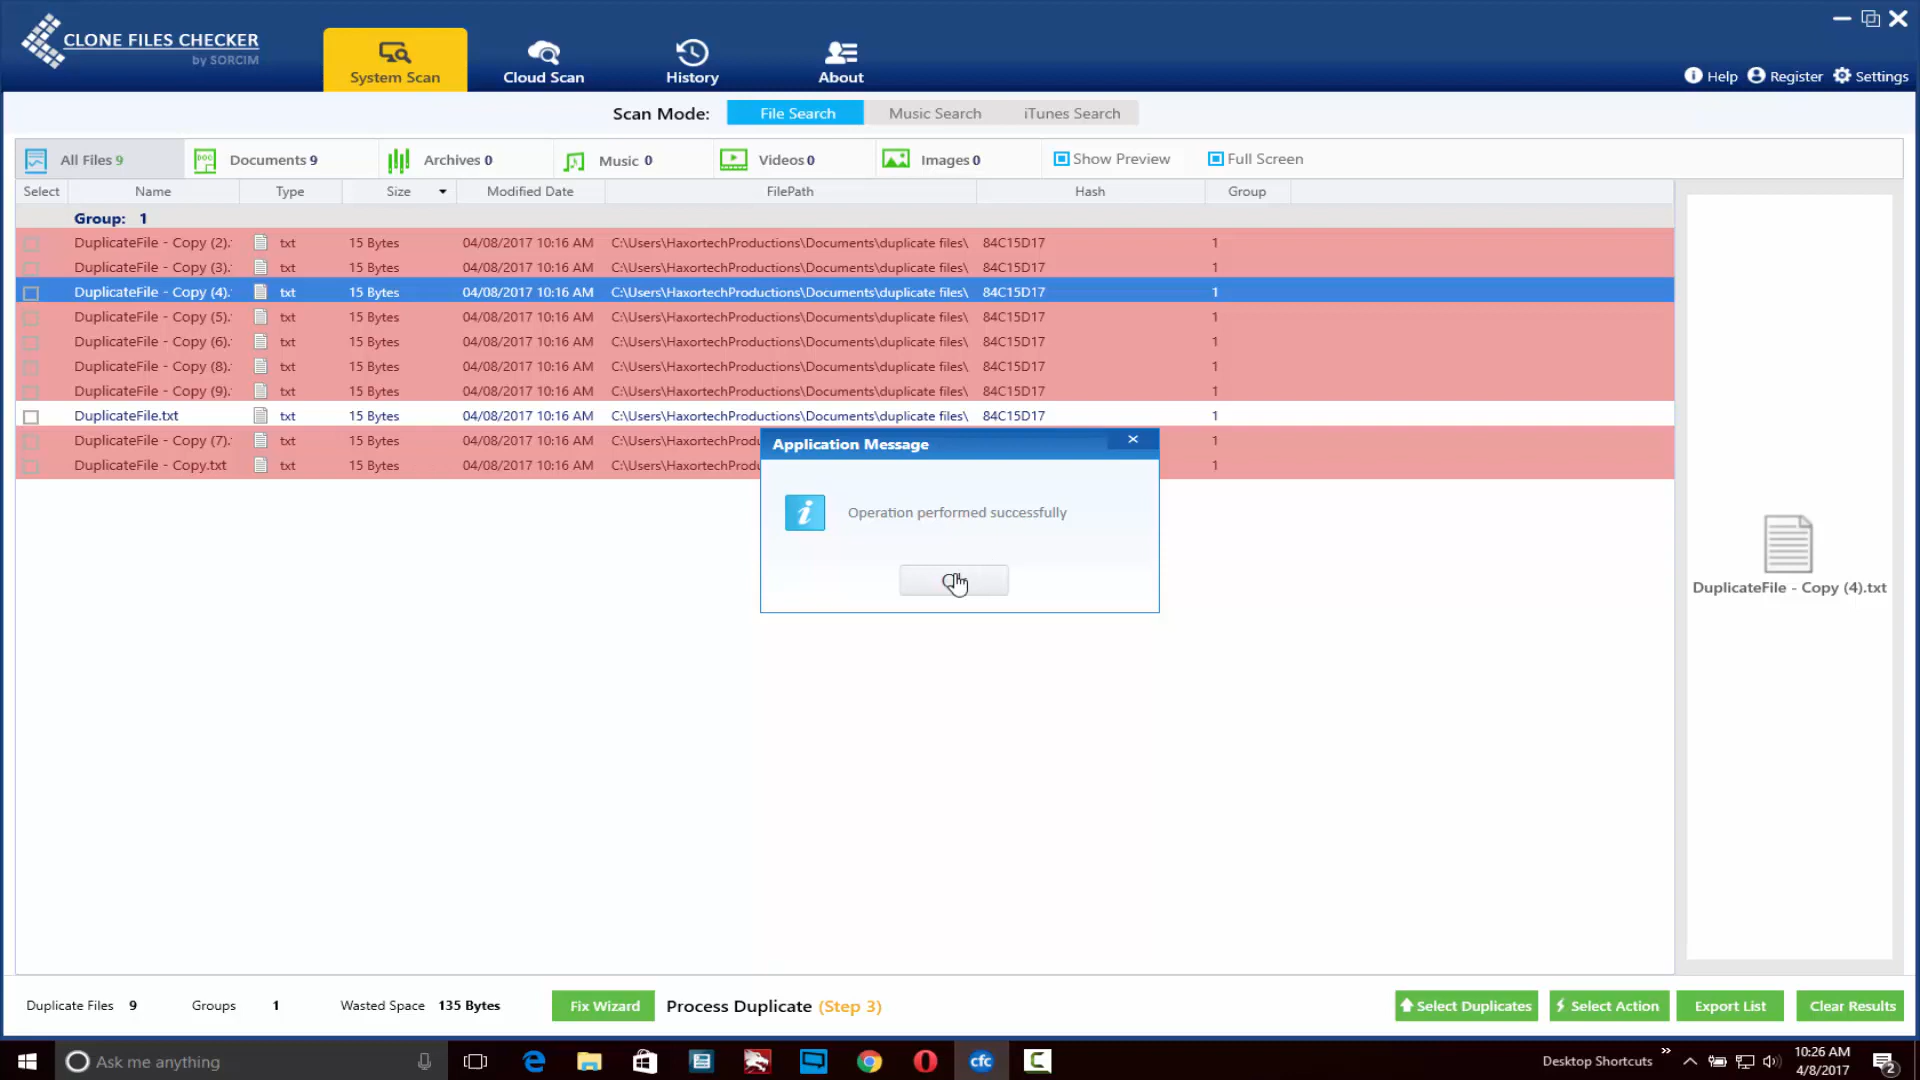 CLONE FILES CHECKER
by SORCIM
System Scan
Cloud Scan
History
About
Help
Register
Settings
Scan Mode: File Search Music Search iTunes Search
All Files 9 Documents 9 Archives 0 Music 0 Videos 0 Images 0 Show Preview Full Screen
Select Name Type Size Modified Date FilePath Hash Group
Group: 1
DuplicateFile - Copy (2). txt 15 Bytes 04/08/2017 10:16 AM C:\Users\HaxortechProductions\Documents\duplicate files\ 84C15D17 1
DuplicateFile - Copy (3). txt 15 Bytes 04/08/2017 10:16 AM C:\Users\HaxortechProductions\Documents\duplicate files\ 84C15D17 1
DuplicateFile - Copy (4). txt 15 Bytes 04/08/2017 10:16 AM C:\Users\HaxortechProductions\Documents\duplicate files\ 84C15D17 1
DuplicateFile - Copy (5). txt 15 Bytes 04/08/2017 10:16 AM C:\Users\HaxortechProductions\Documents\duplicate files\ 84C15D17 1
DuplicateFile - Copy (6). txt 15 Bytes 04/08/2017 10:16 AM C:\Users\HaxortechProductions\Documents\duplicate files\ 84C15D17 1
DuplicateFile - Copy (8). txt 15 Bytes 04/08/2017 10:16 AM C:\Users\HaxortechProductions\Documents\duplicate files\ 84C15D17 1
DuplicateFile - Copy (9). txt 15 Bytes 04/08/2017 10:16 AM C:\Users\HaxortechProductions\Documents\duplicate files\ 84C15D17 1
DuplicateFile.txt txt 15 Bytes 04/08/2017 10:16 AM C:\Users\HaxortechProductions\Documents\duplicate files\ 84C15D17 1
DuplicateFile - Copy (7). txt 15 Bytes 04/08/2017 10:16 AM C:\Users\HaxortechProdu 1
DuplicateFile - Copy.txt txt 15 Bytes 04/08/2017 10:16 AM C:\Users\HaxortechProdu 1
Application Message
Operation performed successfully
DuplicateFile - Copy (4).txt
Duplicate Files 9 Groups 1 Wasted Space 135 Bytes Fix Wizard Process Duplicate (Step 3) Select Duplicates Select Action Export List Clear Results
Ask me anything
cfc
Desktop Shortcuts
10:26 AM
4/8/2017
2